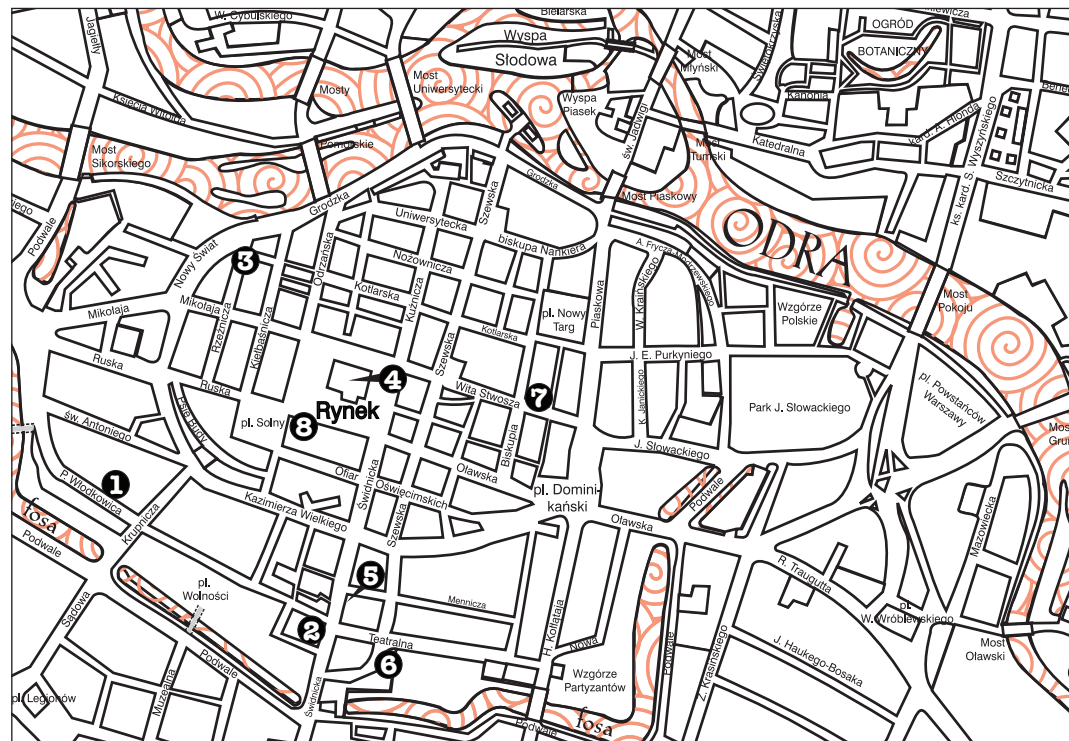 W. Cybulskiego
Bielarska
Jagiełły
Wyspa
Słodowa
OGRÓD
BOTANICZNY
Świętokrzyska
Most
Młyński
Most
Uniwersytecki
Mosty
Księcia Witolda
Wyspa
Piasek
Kanonia
kard. A. Hlonda
Pomorskie
św. Jadwigi
Katedralna
Most
Tumski
Most
Sikorskiego
ks. kard. S. Wyszyńskiego
Szczytnicka
Grodzka
Most Piaskowy
Grodzka
Szewska
Uniwersytecka
biskupa Nankiera
ODRA
Podwale
Nowy Świat
3
Odrzańska
Nożownicza
A. Frycza-Modrzewskiego
W. Kraińskiego
Piaskowa
Most
Pokoju
Kotlarska
Kuźnicza
Mikołaja
Mikołaja
Rzeźnicza
Kiełbaśnicza
pl. Nowy
Targ
Wzgórze
Polskie
Kotlarska
Szewska
J. E. Purkyniego
Ruska
Ruska
4
Wita Stwosza
7
K. Janickiego
Park J. Słowackiego
pl. Powstańców
Warszawy
Rynek
8
pl. Solny
Psie Budy
św. Antoniego
Biskupia
J. Słowackiego
Oławska
Ofiar
Oświęcimskich
Świdnicka
1
P. Włodkowica
Krupnicza
Kazimierza Wielkiego
pl. Domini-
kański
Podwale
Oławska
Szewska
fosa
Podwale
Mazowiecka
R. Traugutta
5
pl.
Wolności
Mennicza
Sądowa
H. Kołłątaja
Nowa
pl.
W. Wróblewskiego
2
Teatralna
6
Podwale
Podwale
Z. Krasińskiego
J. Haukego-Bosaka
Most
Oławski
Muzealna
Wzgórze
Partyzantów
pl. Legionów
Świdnicka
fosa
Podwale